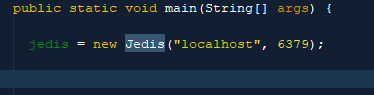 public static void main(String[] args) {
jedis = new Jedis("localhost", 6379);